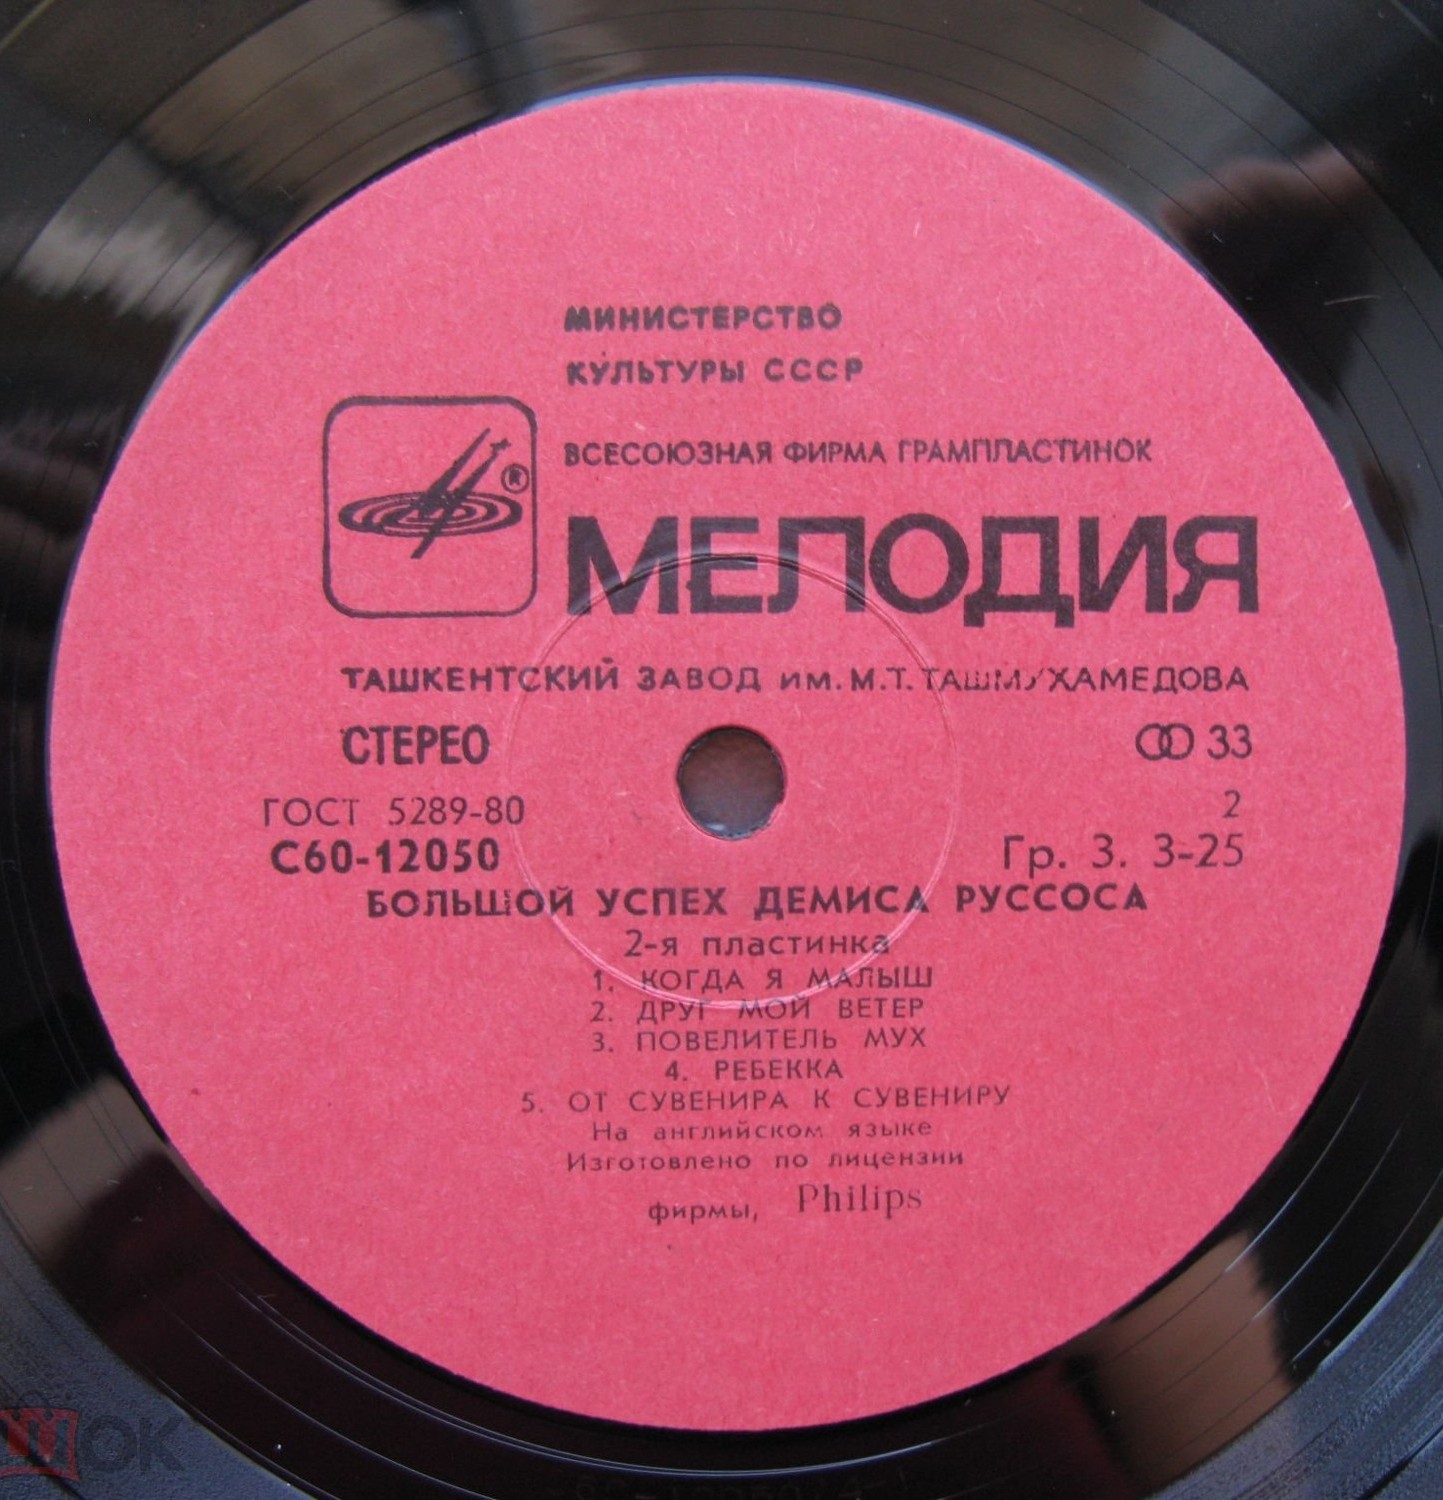 МИНИСТЕРСТВО
КУЛЬТУРЫ СССР
ВСЕСОЮЗНАЯ ФИРМА ГРАМПЛАСТИНОК
®
МЕЛОДИЯ
ТАШКЕНТСКИЙ ЗАВОД им. М.Т. ТАШМУХАМЕДОВА
СТЕРЕО 33
ГОСТ 5289-80 2
С60-12050 Гр. 3. 3-25
БОЛЬШОЙ УСПЕХ ДЕМИСА РУССОСА
2-я пластинка
1. КОГДА Я МАЛЫШ
2. ДРУГ МОЙ ВЕТЕР
3. ПОВЕЛИТЕЛЬ МУХ
4. РЕБЕККА
5. ОТ СУВЕНИРА К СУВЕНИРУ
На английском языке
Изготовлено по лицензии
фирмы, Philips
ШОК